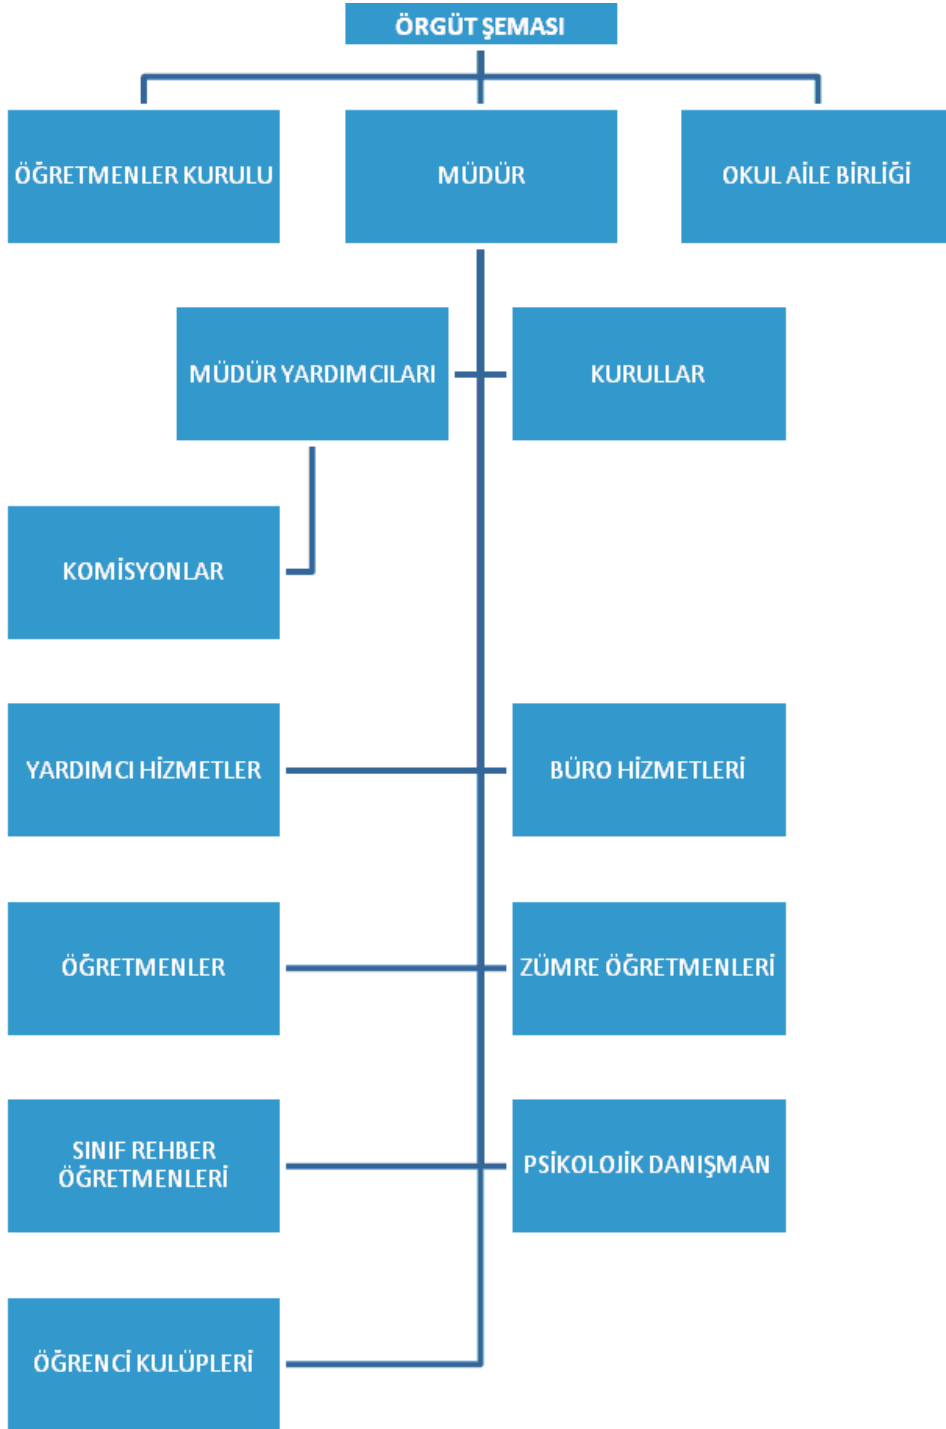 ÖRGÜT ŞEMASI
ÖĞRETMENLER KURULU
MÜDÜR
OKUL AİLE BİRLİĞİ
MÜDÜR YARDIMCILARI
KURULLAR
KOMİSYONLAR
YARDIMCI HİZMETLER
BÜRO HİZMETLERİ
ÖĞRETMENLER
ZÜMRE ÖĞRETMENLERİ
SINIF REHBER
ÖĞRETMENLERİ
PSİKOLOJİK DANIŞMAN
ÖĞRENCİ KULÜPLERİ